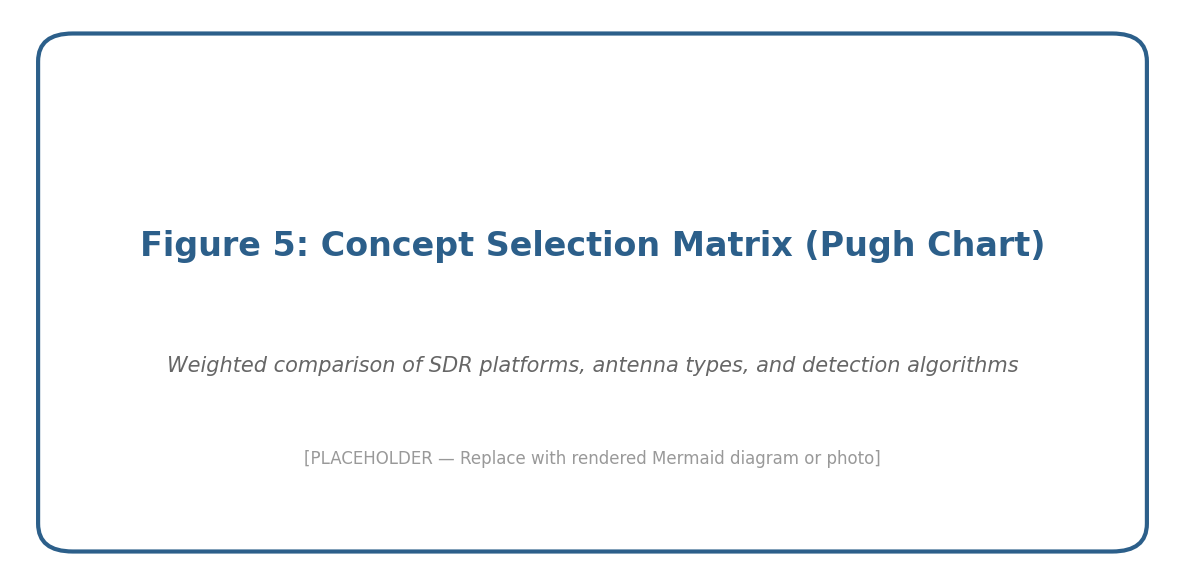 Figure 5: Concept Selection Matrix (Pugh Chart)
Weighted comparison of SDR platforms, antenna types, and detection algorithms
[PLACEHOLDER — Replace with rendered Mermaid diagram or photo]